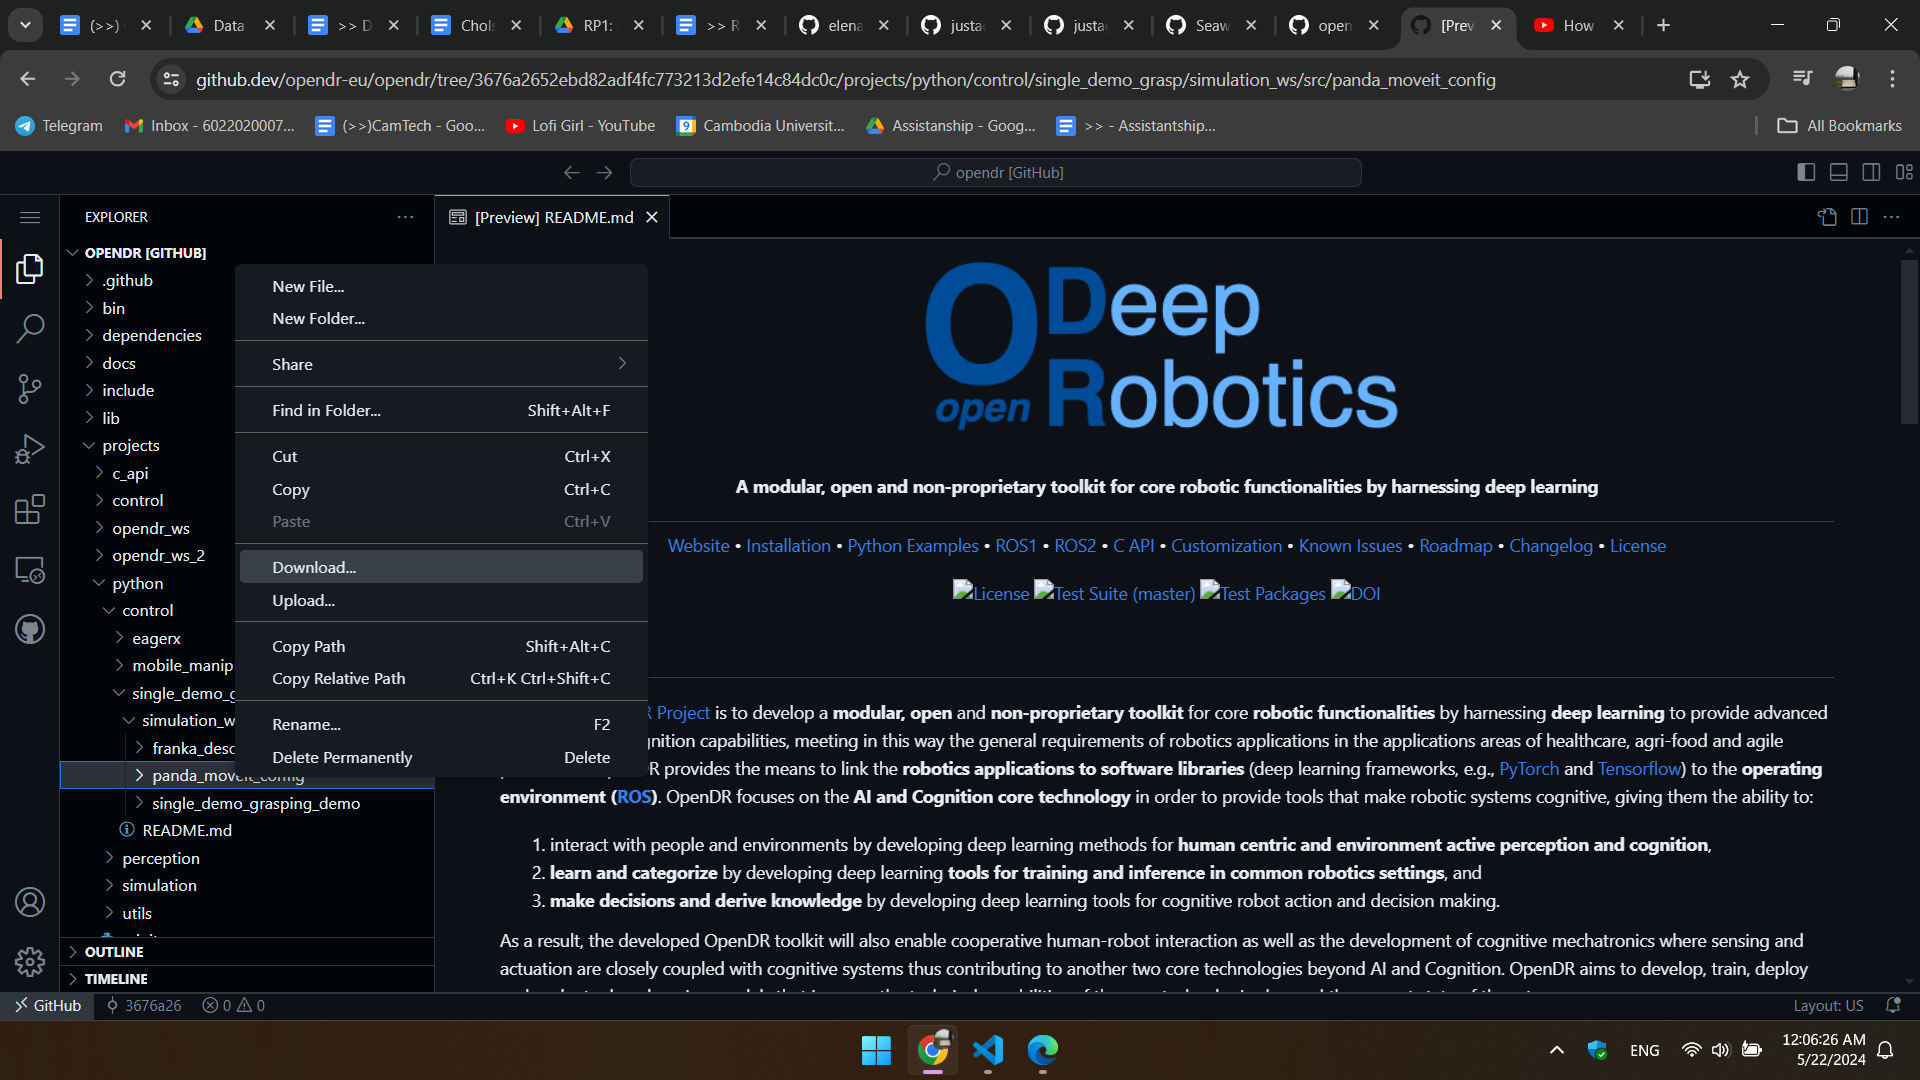 (>>)
Data
>> D
Chols
RP1:
>> R
elena
justa
justa
Seaw
open
[Prev
How
github.dev/opendr-eu/opendr/tree/3676a2652ebd82adf4fc773213d2efe14c84dc0c/projects/python/control/single_demo_grasp/simulation_ws/src/panda_moveit_config
Telegram
Inbox - 6022020007...
(>>)CamTech - Goo...
Lofi Girl - YouTube
Cambodia Universit...
Assistanship - Goog...
>> - Assistantship...
All Bookmarks
opendr [GitHub]
EXPLORER
[Preview] README.md
OPENDR [GITHUB]
.github
bin
dependencies
docs
include
lib
projects
c_api
control
opendr_ws
opendr_ws_2
python
control
eagerx
mobile_manip
single_demo_g
simulation_w
franka_desc
panda_moveit_config
single_demo_grasping_demo
README.md
perception
simulation
utils
OUTLINE
TIMELINE
New File...
New Folder...
Share
Find in Folder... Shift+Alt+F
Cut Ctrl+X
Copy Ctrl+C
Paste Ctrl+V
Download...
Upload...
Copy Path Shift+Alt+C
Copy Relative Path Ctrl+K Ctrl+Shift+C
Rename... F2
Delete Permanently Delete
open
Deep
Robotics
A modular, open and non-proprietary toolkit for core robotic functionalities by harnessing deep learning
Website • Installation • Python Examples • ROS1 • ROS2 • C API • Customization • Known Issues • Roadmap • Changelog • License
License Test Suite (master) Test Packages DOI
R Project is to develop a modular, open and non-proprietary toolkit for core robotic functionalities by harnessing deep learning to provide advanced
gnition capabilities, meeting in this way the general requirements of robotics applications in the applications areas of healthcare, agri-food and agile
R provides the means to link the robotics applications to software libraries (deep learning frameworks, e.g., PyTorch and Tensorflow) to the operating
environment (ROS). OpenDR focuses on the AI and Cognition core technology in order to provide tools that make robotic systems cognitive, giving them the ability to:
1. interact with people and environments by developing deep learning methods for human centric and environment active perception and cognition,
2. learn and categorize by developing deep learning tools for training and inference in common robotics settings, and
3. make decisions and derive knowledge by developing deep learning tools for cognitive robot action and decision making.
As a result, the developed OpenDR toolkit will also enable cooperative human-robot interaction as well as the development of cognitive mechatronics where sensing and
actuation are closely coupled with cognitive systems thus contributing to another two core technologies beyond AI and Cognition. OpenDR aims to develop, train, deploy
GitHub
3676a26
0
0
Layout: US
ENG
12:06:26 AM
5/22/2024